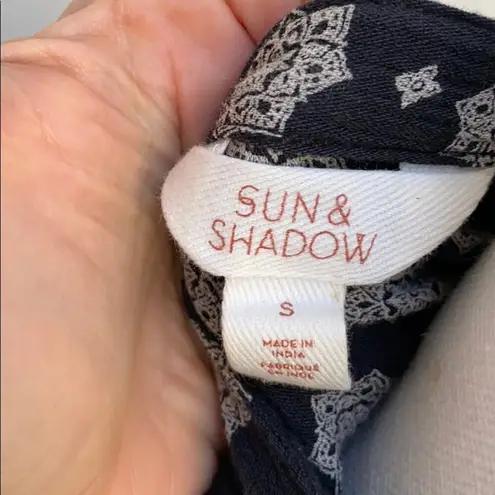 SUN &
SHADOW
S
MADE IN
INDIA
FABRIQUÉ
EN INDE